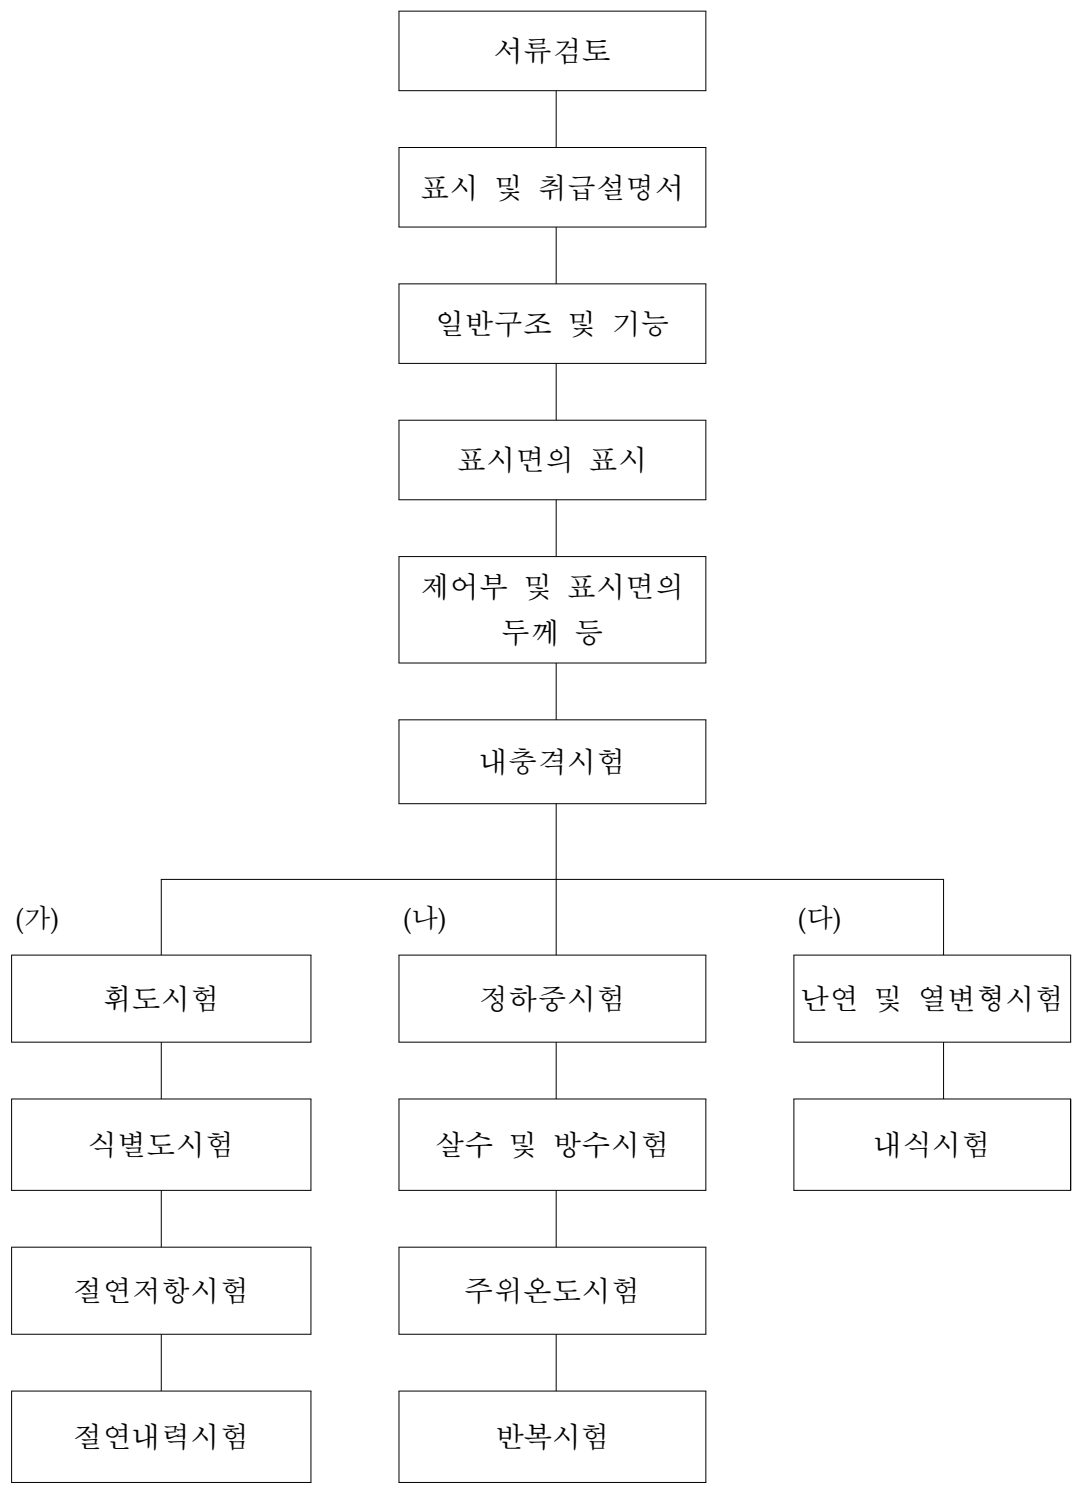 서류검토
표시 및 취급설명서
일반구조 및 기능
표시면의 표시
제어부 및 표시면의
두께 등
내충격시험
(가)
(나)
(다)
휘도시험
정하중시험
난연 및 열변형시험
식별도시험
살수 및 방수시험
내식시험
절연저항시험
주위온도시험
절연내력시험
반복시험